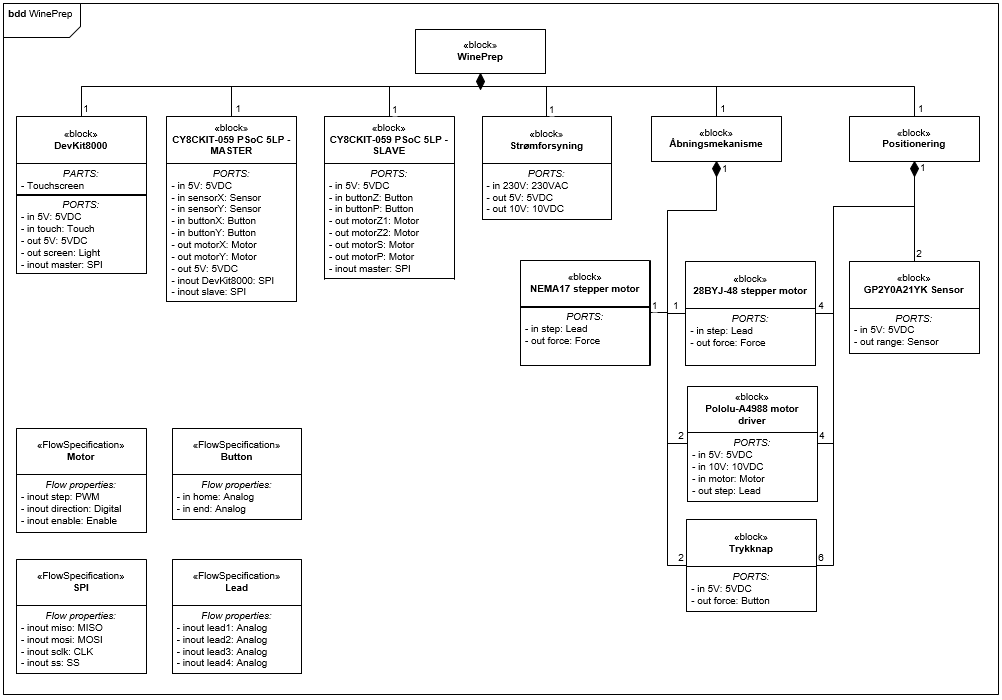 bdd WinePrep
«block»
WinePrep
1
1
1
1
1
1
«block»
DevKit8000
PARTS:
- Touchscreen
PORTS:
- in 5V: 5VDC
- in touch: Touch
- out 5V: 5VDC
- out screen: Light
- inout master: SPI
«block»
CY8CKIT-059 PSoC 5LP -
MASTER
PORTS:
- in 5V: 5VDC
- in sensorX: Sensor
- in sensorY: Sensor
- in buttonX: Button
- in buttonY: Button
- out motorX: Motor
- out motorY: Motor
- out 5V: 5VDC
- inout DevKit8000: SPI
- inout slave: SPI
«block»
CY8CKIT-059 PSoC 5LP -
SLAVE
PORTS:
- in 5V: 5VDC
- in buttonZ: Button
- in buttonP: Button
- out motorZ1: Motor
- out motorZ2: Motor
- out motorS: Motor
- out motorP: Motor
- inout master: SPI
«block»
Strømforsyning
PORTS:
- in 230V: 230VAC
- out 5V: 5VDC
- out 10V: 10VDC
«block»
Åbningsmekanisme
1
«block»
Positionering
1
2
«block»
NEMA17 stepper motor
PORTS:
- in step: Lead
- out force: Force
1
1
«block»
28BYJ-48 stepper motor
PORTS:
- in step: Lead
- out force: Force
4
«block»
GP2Y0A21YK Sensor
PORTS:
- in 5V: 5VDC
- out range: Sensor
2
«block»
Pololu-A4988 motor
driver
PORTS:
- in 5V: 5VDC
- in 10V: 10VDC
- in motor: Motor
- out step: Lead
4
2
«block»
Trykknap
PORTS:
- in 5V: 5VDC
- out force: Button
6
«FlowSpecification»
Motor
Flow properties:
- inout step: PWM
- inout direction: Digital
- inout enable: Enable
«FlowSpecification»
Button
Flow properties:
- in home: Analog
- in end: Analog
«FlowSpecification»
SPI
Flow properties:
- inout miso: MISO
- inout mosi: MOSI
- inout sclk: CLK
- inout ss: SS
«FlowSpecification»
Lead
Flow properties:
- inout lead1: Analog
- inout lead2: Analog
- inout lead3: Analog
- inout lead4: Analog